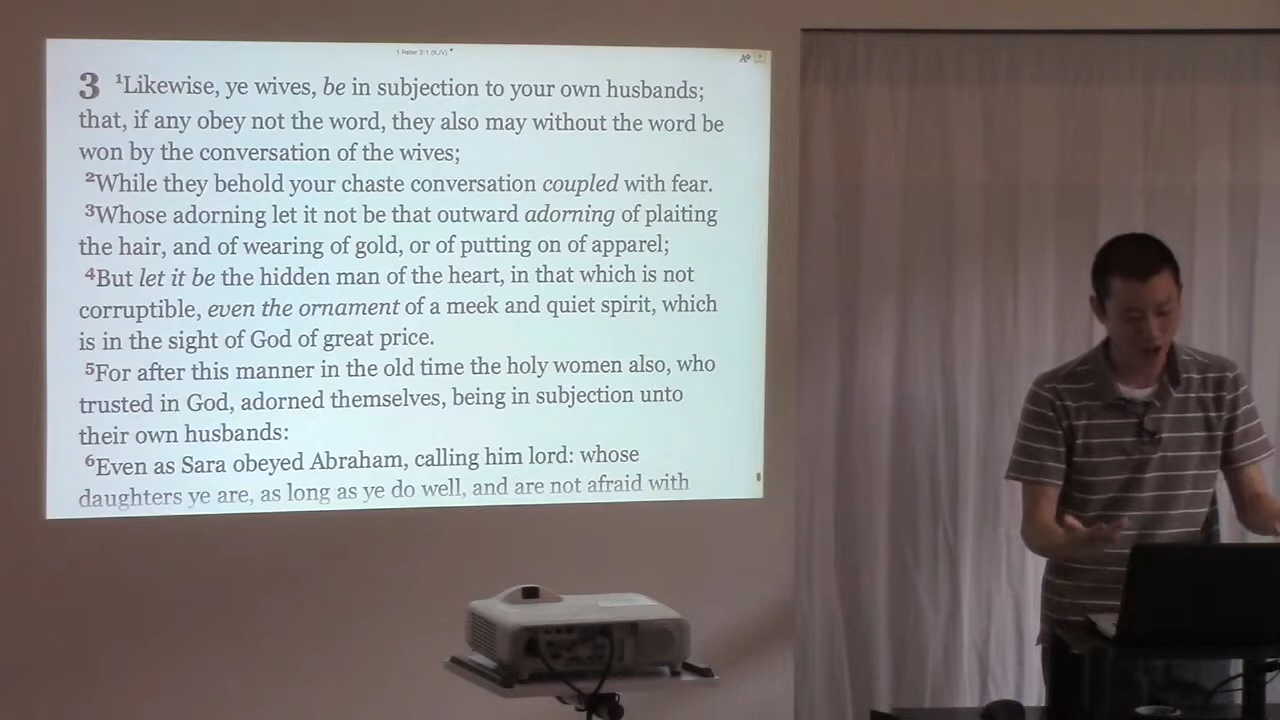 1 Peter 3:1 (KJV)
3 1Likewise, ye wives, be in subjection to your own husbands;
that, if any obey not the word, they also may without the word be
won by the conversation of the wives;
2While they behold your chaste conversation coupled with fear.
3Whose adorning let it not be that outward adorning of plaiting
the hair, and of wearing of gold, or of putting on of apparel;
4But let it be the hidden man of the heart, in that which is not
corruptible, even the ornament of a meek and quiet spirit, which
is in the sight of God of great price.
5For after this manner in the old time the holy women also, who
trusted in God, adorned themselves, being in subjection unto
their own husbands:
6Even as Sara obeyed Abraham, calling him lord: whose
daughters ye are, as long as ye do well, and are not afraid with